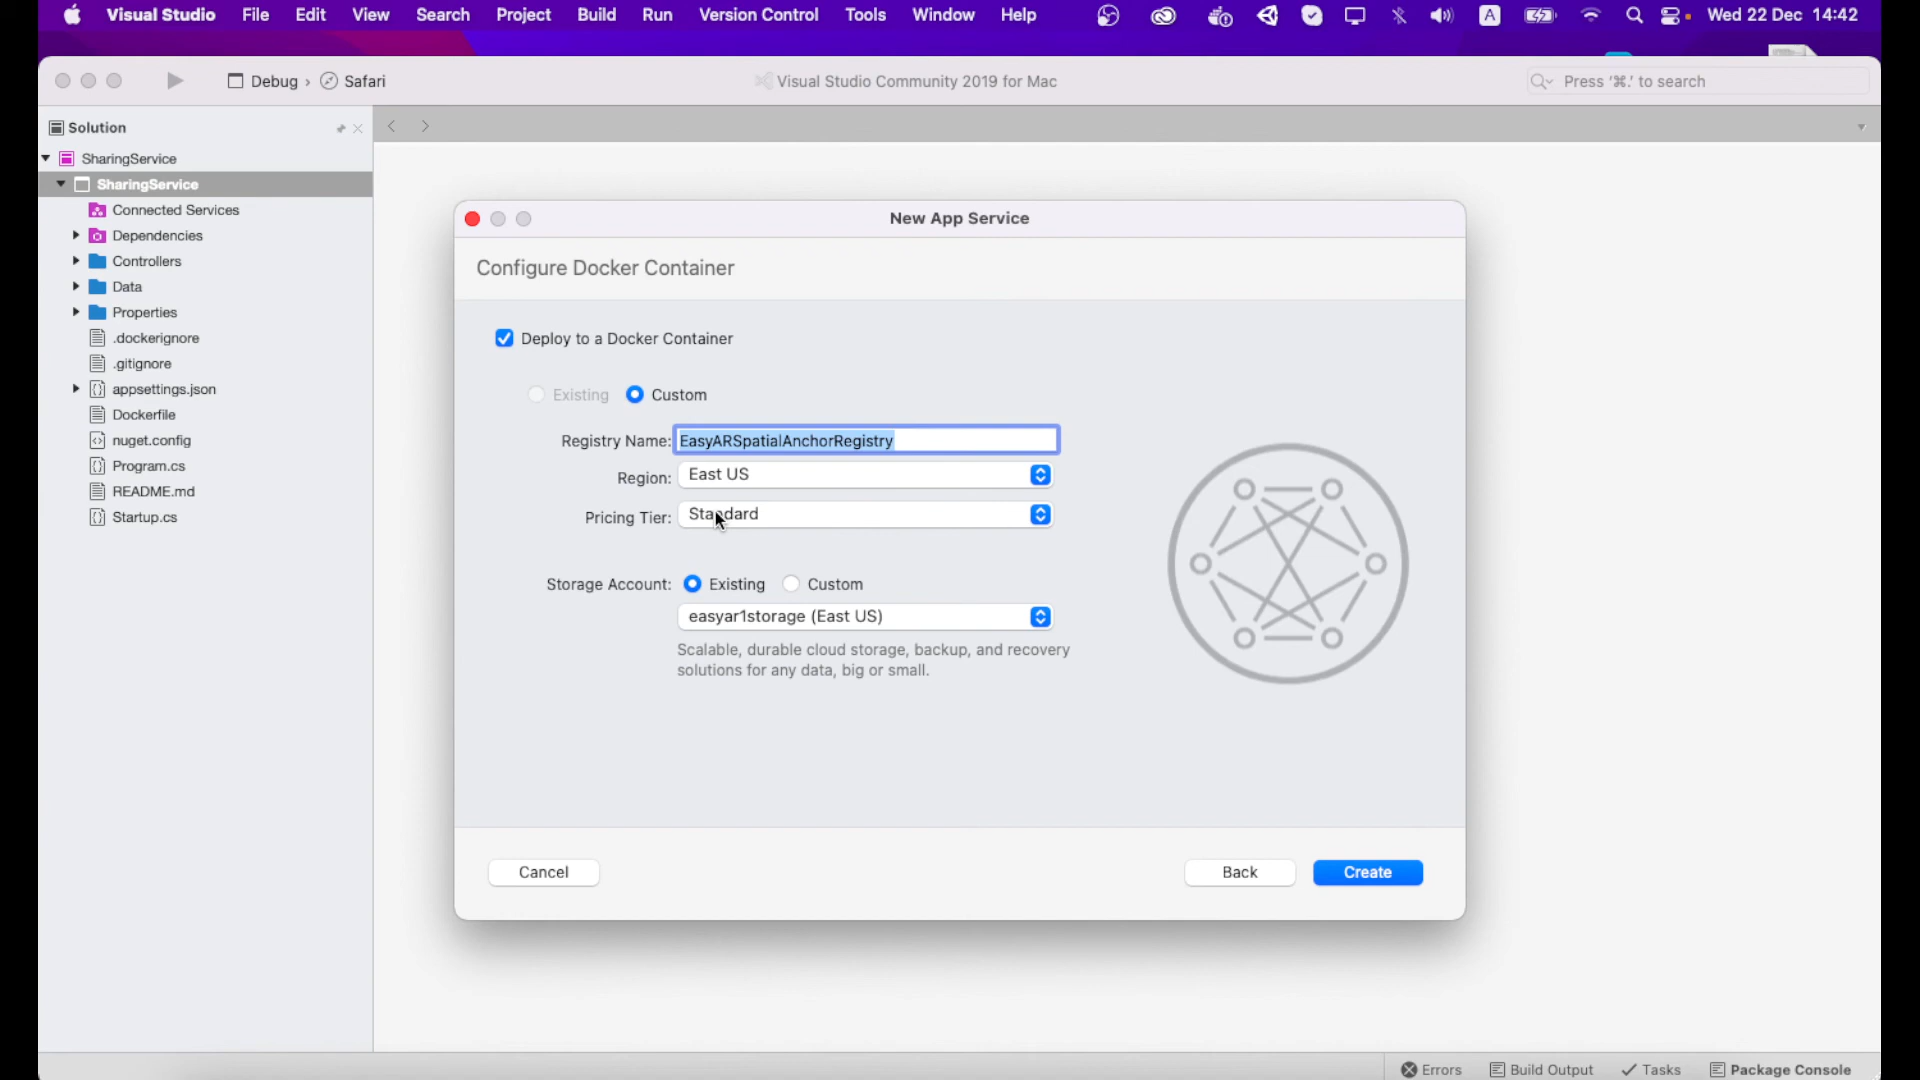 Visual Studio File Edit View Search Project Build Run Version Control Tools Window Help A Wed 22 Dec 14:42
Debug › Safari
Visual Studio Community 2019 for Mac
Press '⌘.' to search
Solution
SharingService
SharingService
Connected Services
Dependencies
Controllers
Data
Properties
.dockerignore
.gitignore
appsettings.json
Dockerfile
nuget.config
Program.cs
README.md
Startup.cs
New App Service
Configure Docker Container
Deploy to a Docker Container
Existing Custom
Registry Name: EasyARSpatialAnchorRegistry
Region: East US
Pricing Tier: Standard
Storage Account: Existing Custom
easyar1storage (East US)
Scalable, durable cloud storage, backup, and recovery
solutions for any data, big or small.
Cancel Back Create
Errors Build Output Tasks Package Console